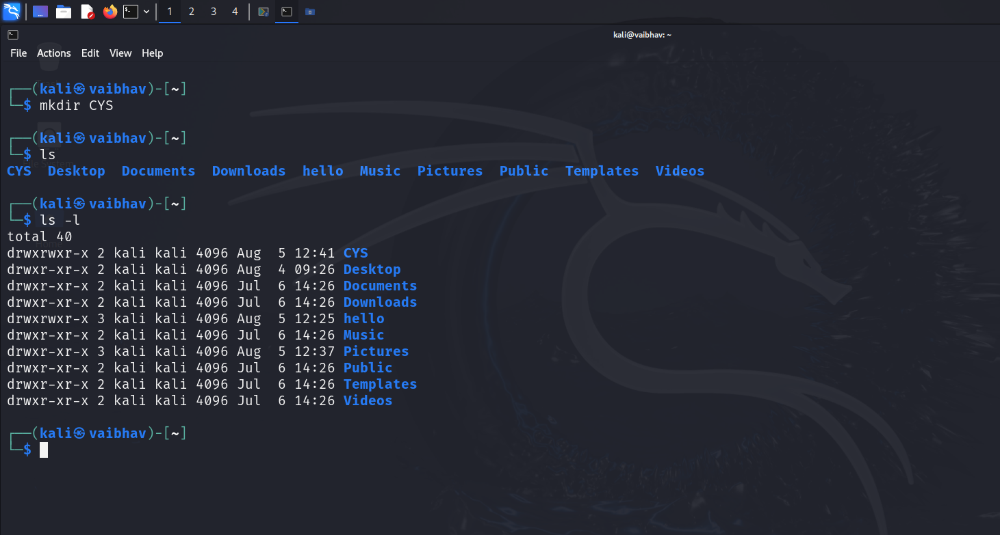 1 2 3 4
kali@vaibhav: ~
File Actions Edit View Help
┌──(kali㉿vaibhav)-[~]
└─$ mkdir CYS
┌──(kali㉿vaibhav)-[~]
└─$ ls
CYS Desktop Documents Downloads hello Music Pictures Public Templates Videos
┌──(kali㉿vaibhav)-[~]
└─$ ls -l
total 40
drwxrwxr-x 2 kali kali 4096 Aug  5 12:41 CYS
drwxr-xr-x 2 kali kali 4096 Aug  4 09:26 Desktop
drwxr-xr-x 2 kali kali 4096 Jul  6 14:26 Documents
drwxr-xr-x 2 kali kali 4096 Jul  6 14:26 Downloads
drwxrwxr-x 3 kali kali 4096 Aug  5 12:25 hello
drwxr-xr-x 2 kali kali 4096 Jul  6 14:26 Music
drwxr-xr-x 3 kali kali 4096 Aug  5 12:37 Pictures
drwxr-xr-x 2 kali kali 4096 Jul  6 14:26 Public
drwxr-xr-x 2 kali kali 4096 Jul  6 14:26 Templates
drwxr-xr-x 2 kali kali 4096 Jul  6 14:26 Videos
┌──(kali㉿vaibhav)-[~]
└─$